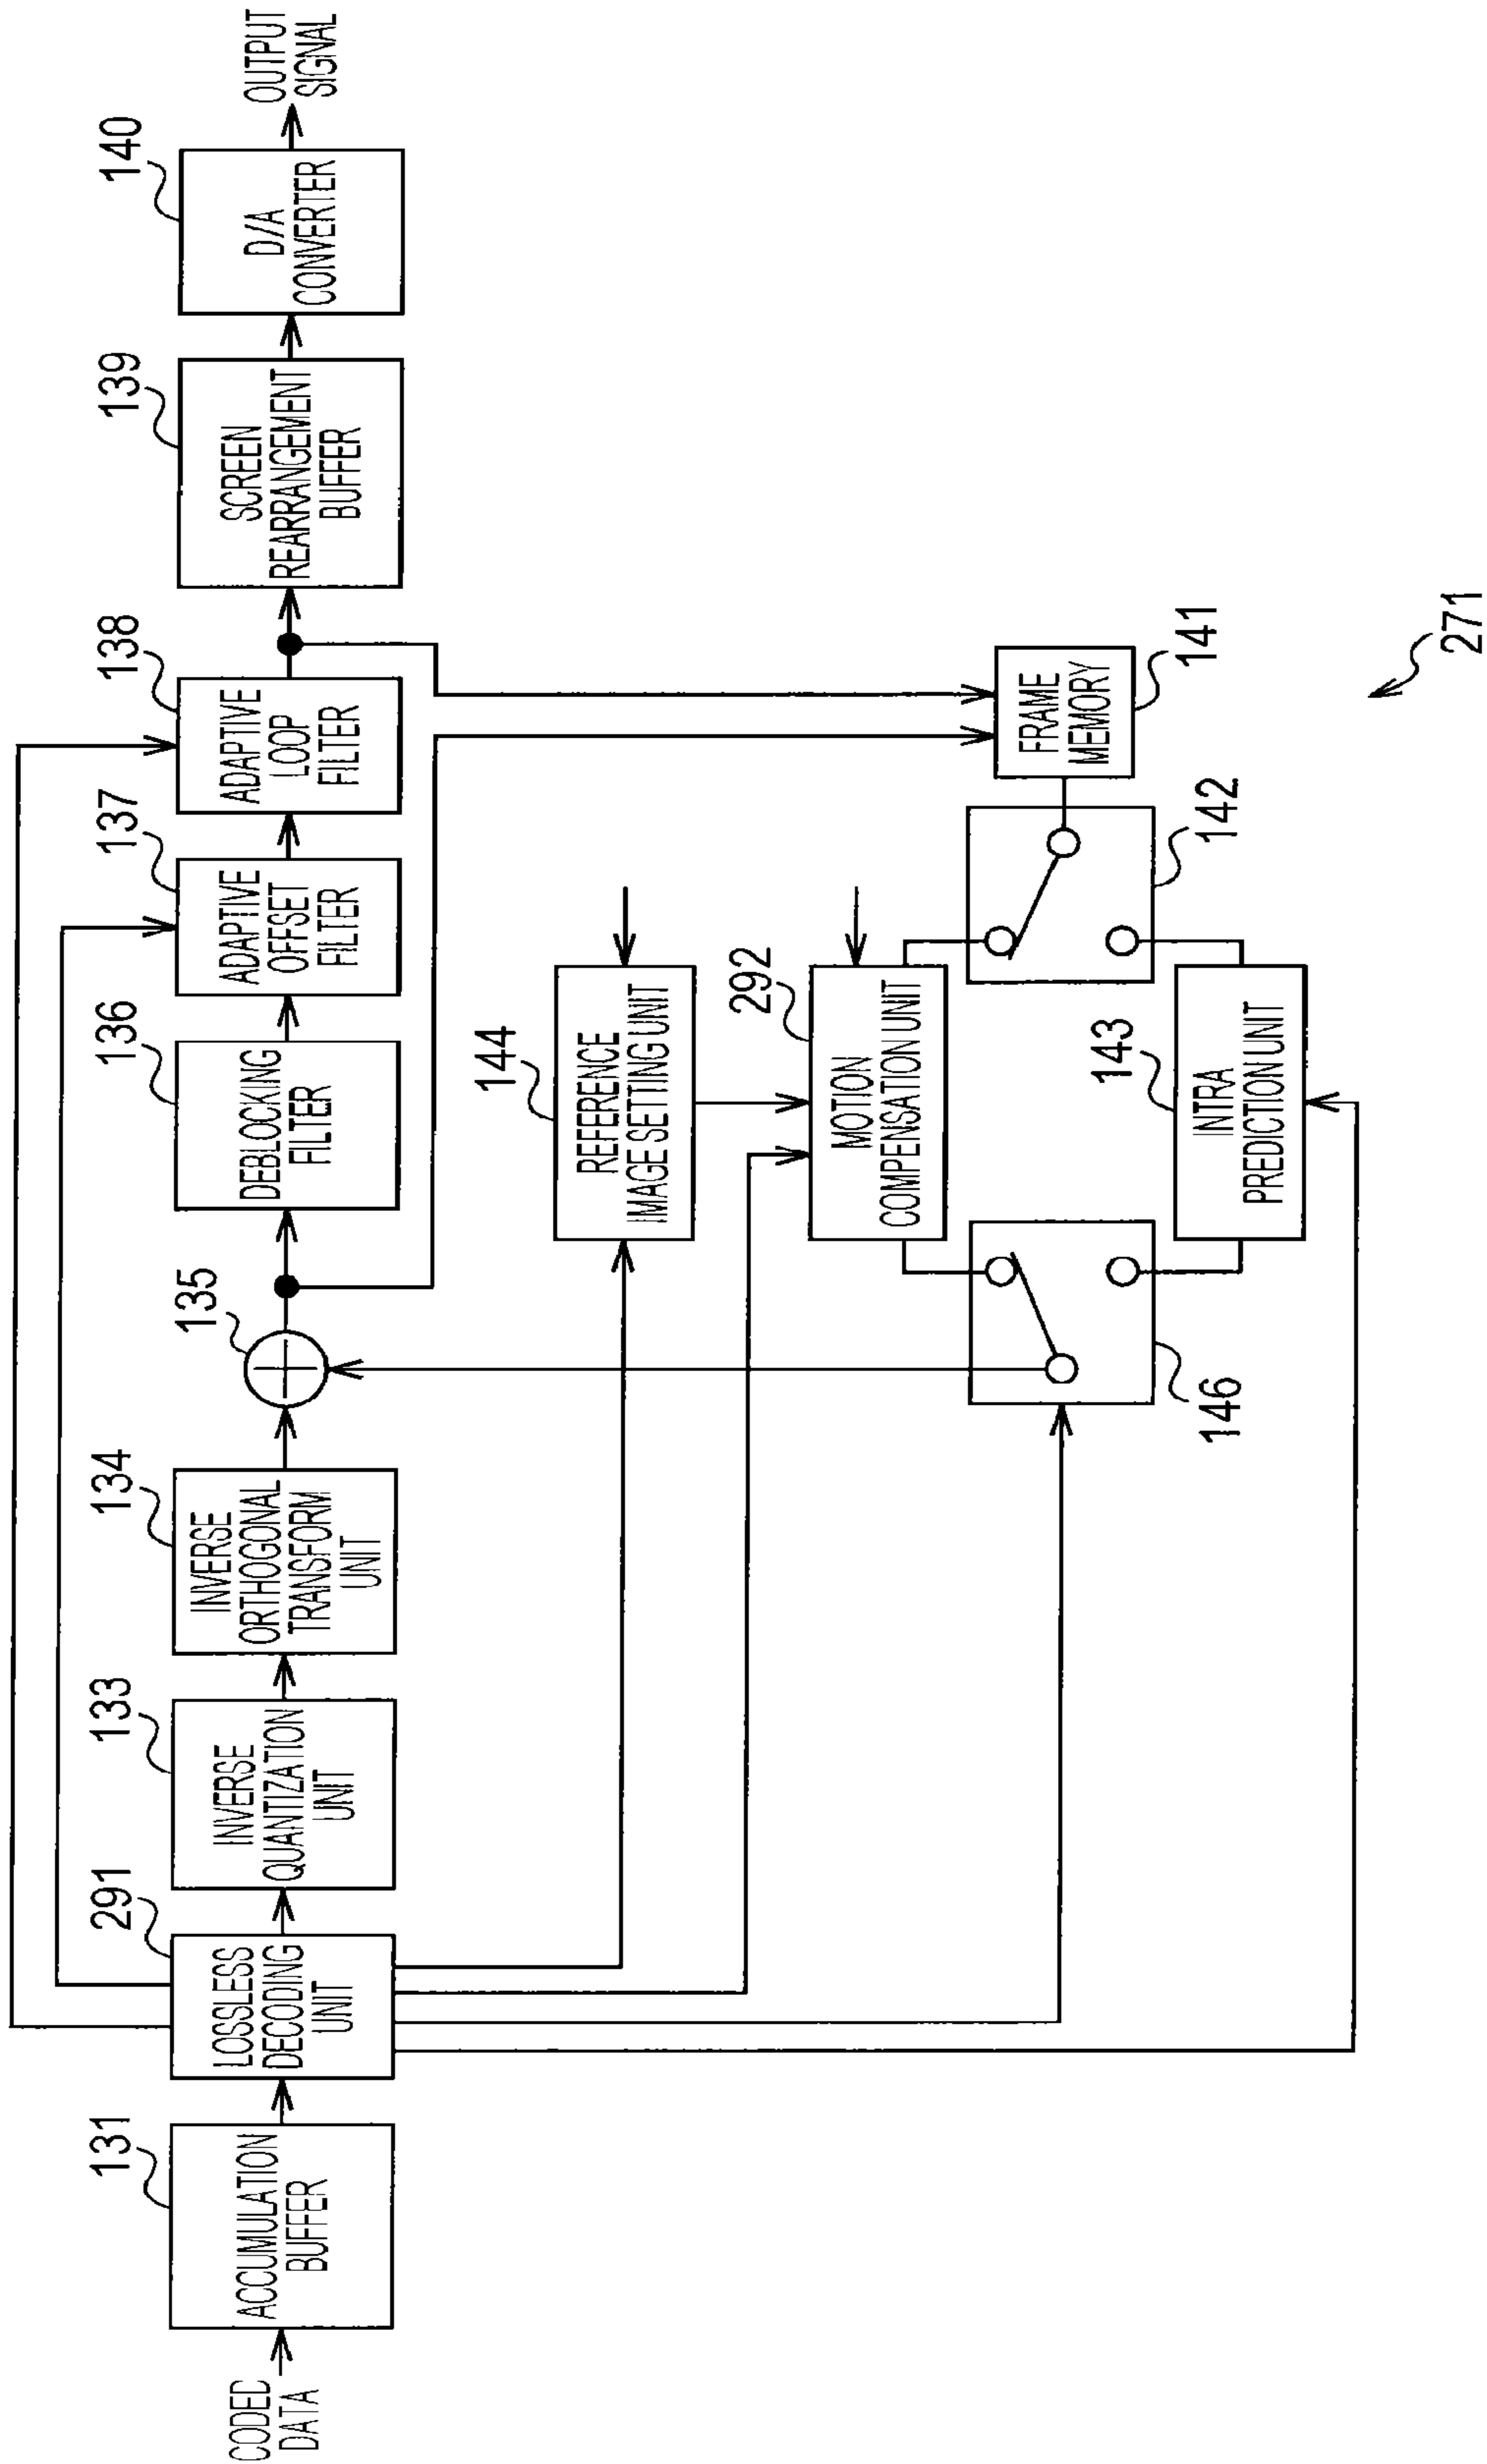 CODED
DATA
131
ACCUMULATION
BUFFER
291
LOSSLESS
DECODING
UNIT
133
INVERSE
QUANTIZATION
UNIT
134
INVERSE
ORTHOGONAL
TRANSFORM
UNIT
135
136
DEBLOCKING
FILTER
137
ADAPTIVE
OFFSET
FILTER
138
ADAPTIVE
LOOP
FILTER
139
SCREEN
REARRANGEMENT
BUFFER
140
D/A
CONVERTER
OUTPUT
SIGNAL
144
REFERENCE
IMAGE SETTING UNIT
292
MOTION
COMPENSATION UNIT
FRAME
MEMORY
141
142
143
INTRA
PREDICTION UNIT
146
271